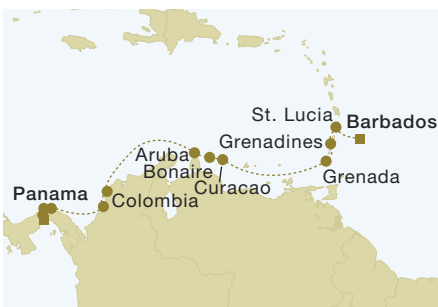 St. Lucia
Barbados
Grenadines
Aruba
Bonaire
Curacao
Grenada
Panama
Colombia